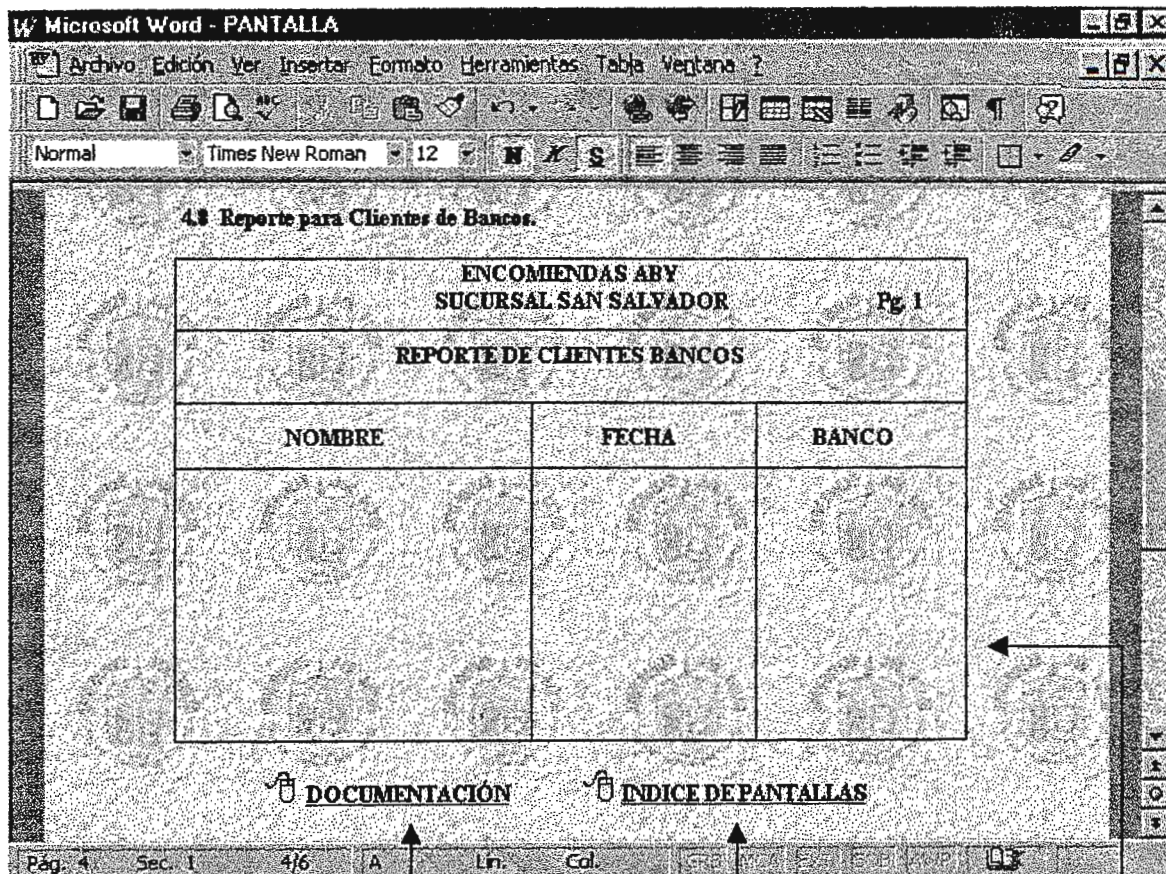 Microsoft Word - PANTALLA
Archivo Edición Ver Insertar Formato Herramientas Tabla Ventana ?
Normal Times New Roman 12 N K S
4.8 Reporte para Clientes de Bancos.
ENCOMIENDAS ABY
SUCURSAL SAN SALVADOR Pg. 1
REPORTE DE CLIENTES BANCOS
NOMBRE FECHA BANCO
DOCUMENTACIÓN INDICE DE PANTALLAS
Pág. 4 Sec. 1 4/6 A Lín. Col.